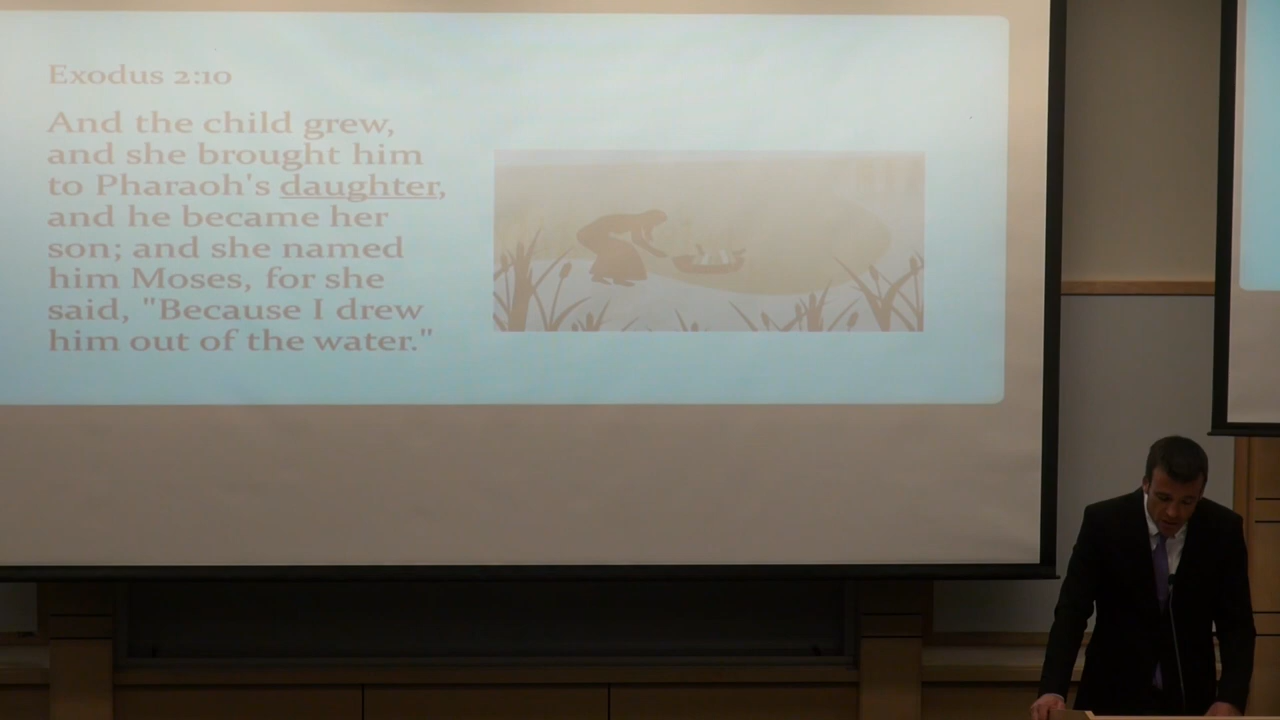 Exodus 2:10
And the child grew,
and she brought him
to Pharaoh's daughter,
and he became her
son; and she named
him Moses, for she
said, "Because I drew
him out of the water."